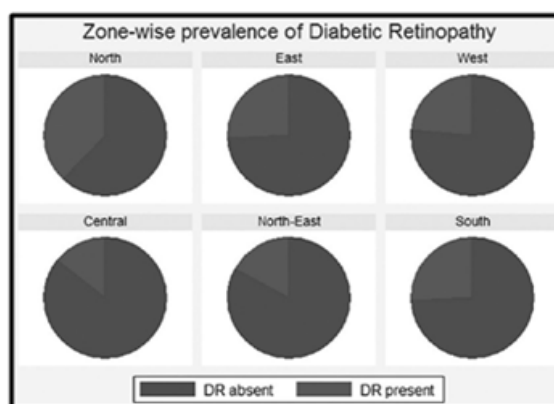 Zone-wise prevalence of Diabetic Retinopathy
North
East
West
Central
North-East
South
DR absent
DR present